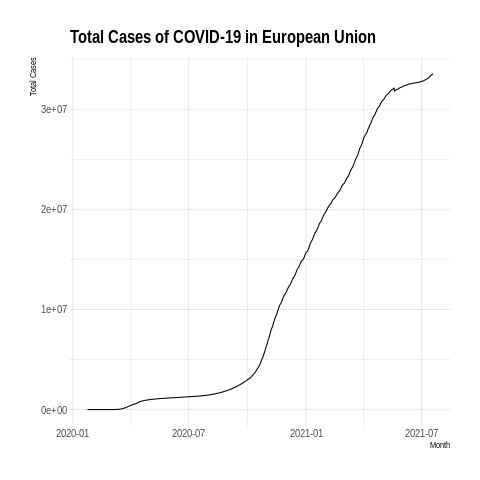 Total Cases of COVID-19 in European Union
Total Cases
3e+07
2e+07
1e+07
0e+00
2020-01 2020-07 2021-01 2021-07
Month